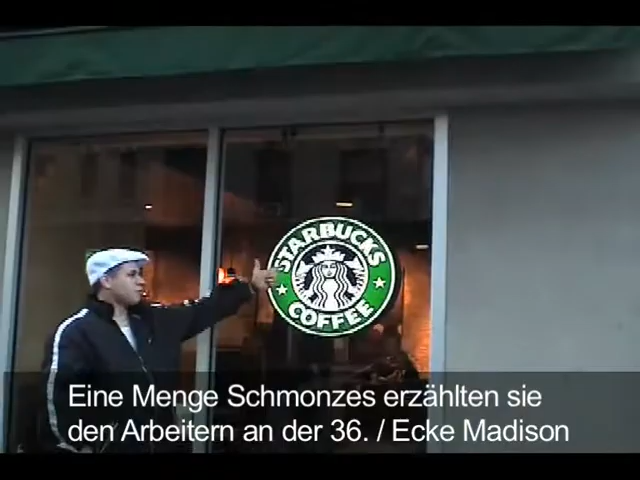 STARBUCKS
COFFEE
Eine Menge Schmonzes erzählten sie
den Arbeitern an der 36. / Ecke Madison